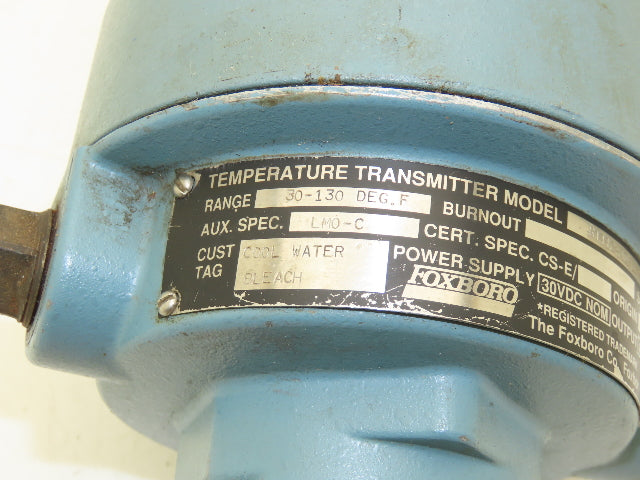 TEMPERATURE TRANSMITTER MODEL
RANGE 30-130 DEG.F BURNOUT
AUX. SPEC. LMO-C CERT. SPEC. CS-E/
CUST TAG COOL WATER BLEACH
POWER SUPPLY 30VDC NOM OUTPUT
FOXBORO
*REGISTERED
The Foxboro Co.